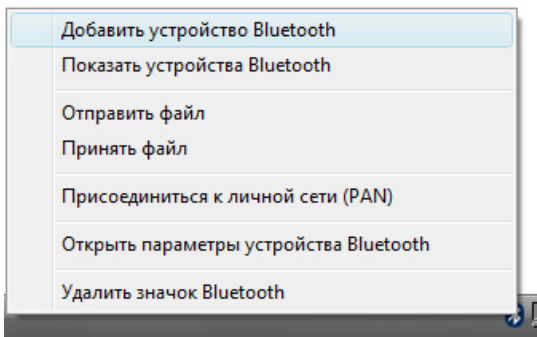 Добавить устройство Bluetooth
Показать устройства Bluetooth
Отправить файл
Принять файл
Присоединиться к личной сети (PAN)
Открыть параметры устройства Bluetooth
Удалить значок Bluetooth